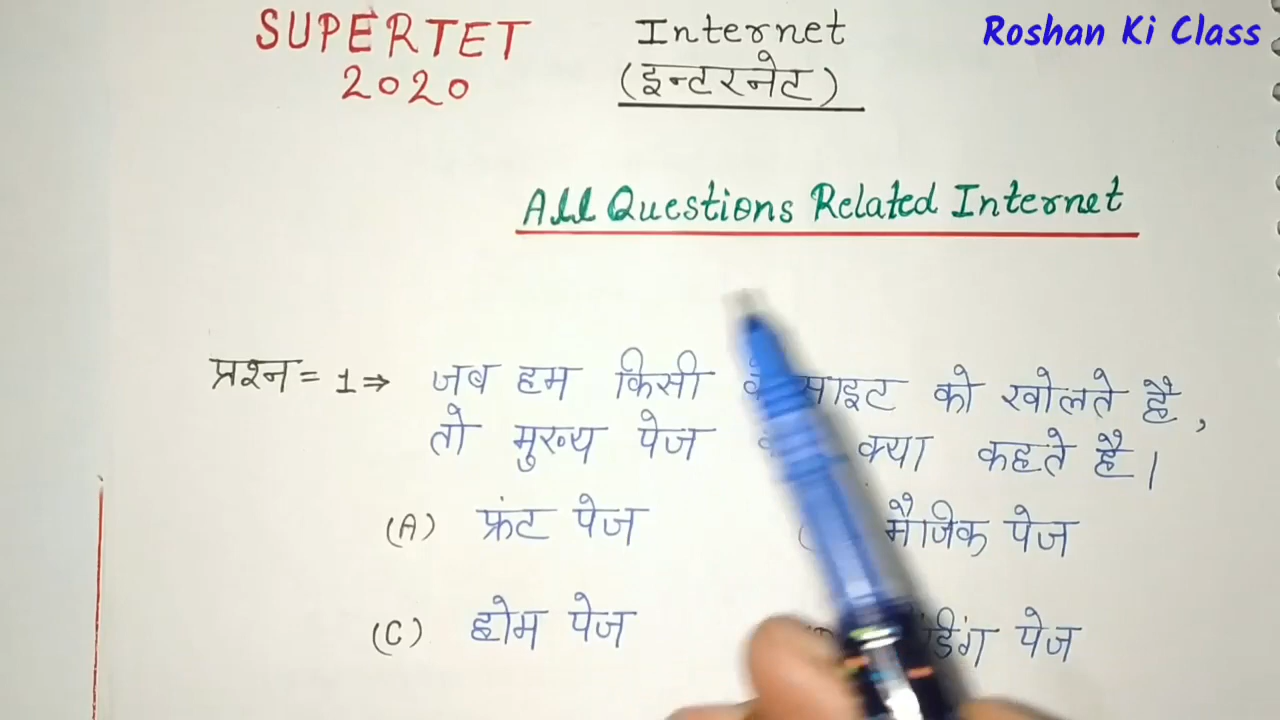 SUPERTET
2020
Internet
(इन्टरनेट)
Roshan Ki Class
All Questions Related Internet
प्रश्न = 1 ⇒ जब हम किसी साइट को खोलते है ,
तो मुख्य पेज क्या कहते है।
(A) फ्रंट पेज मैजिक पेज
(C) होम पेज पेज